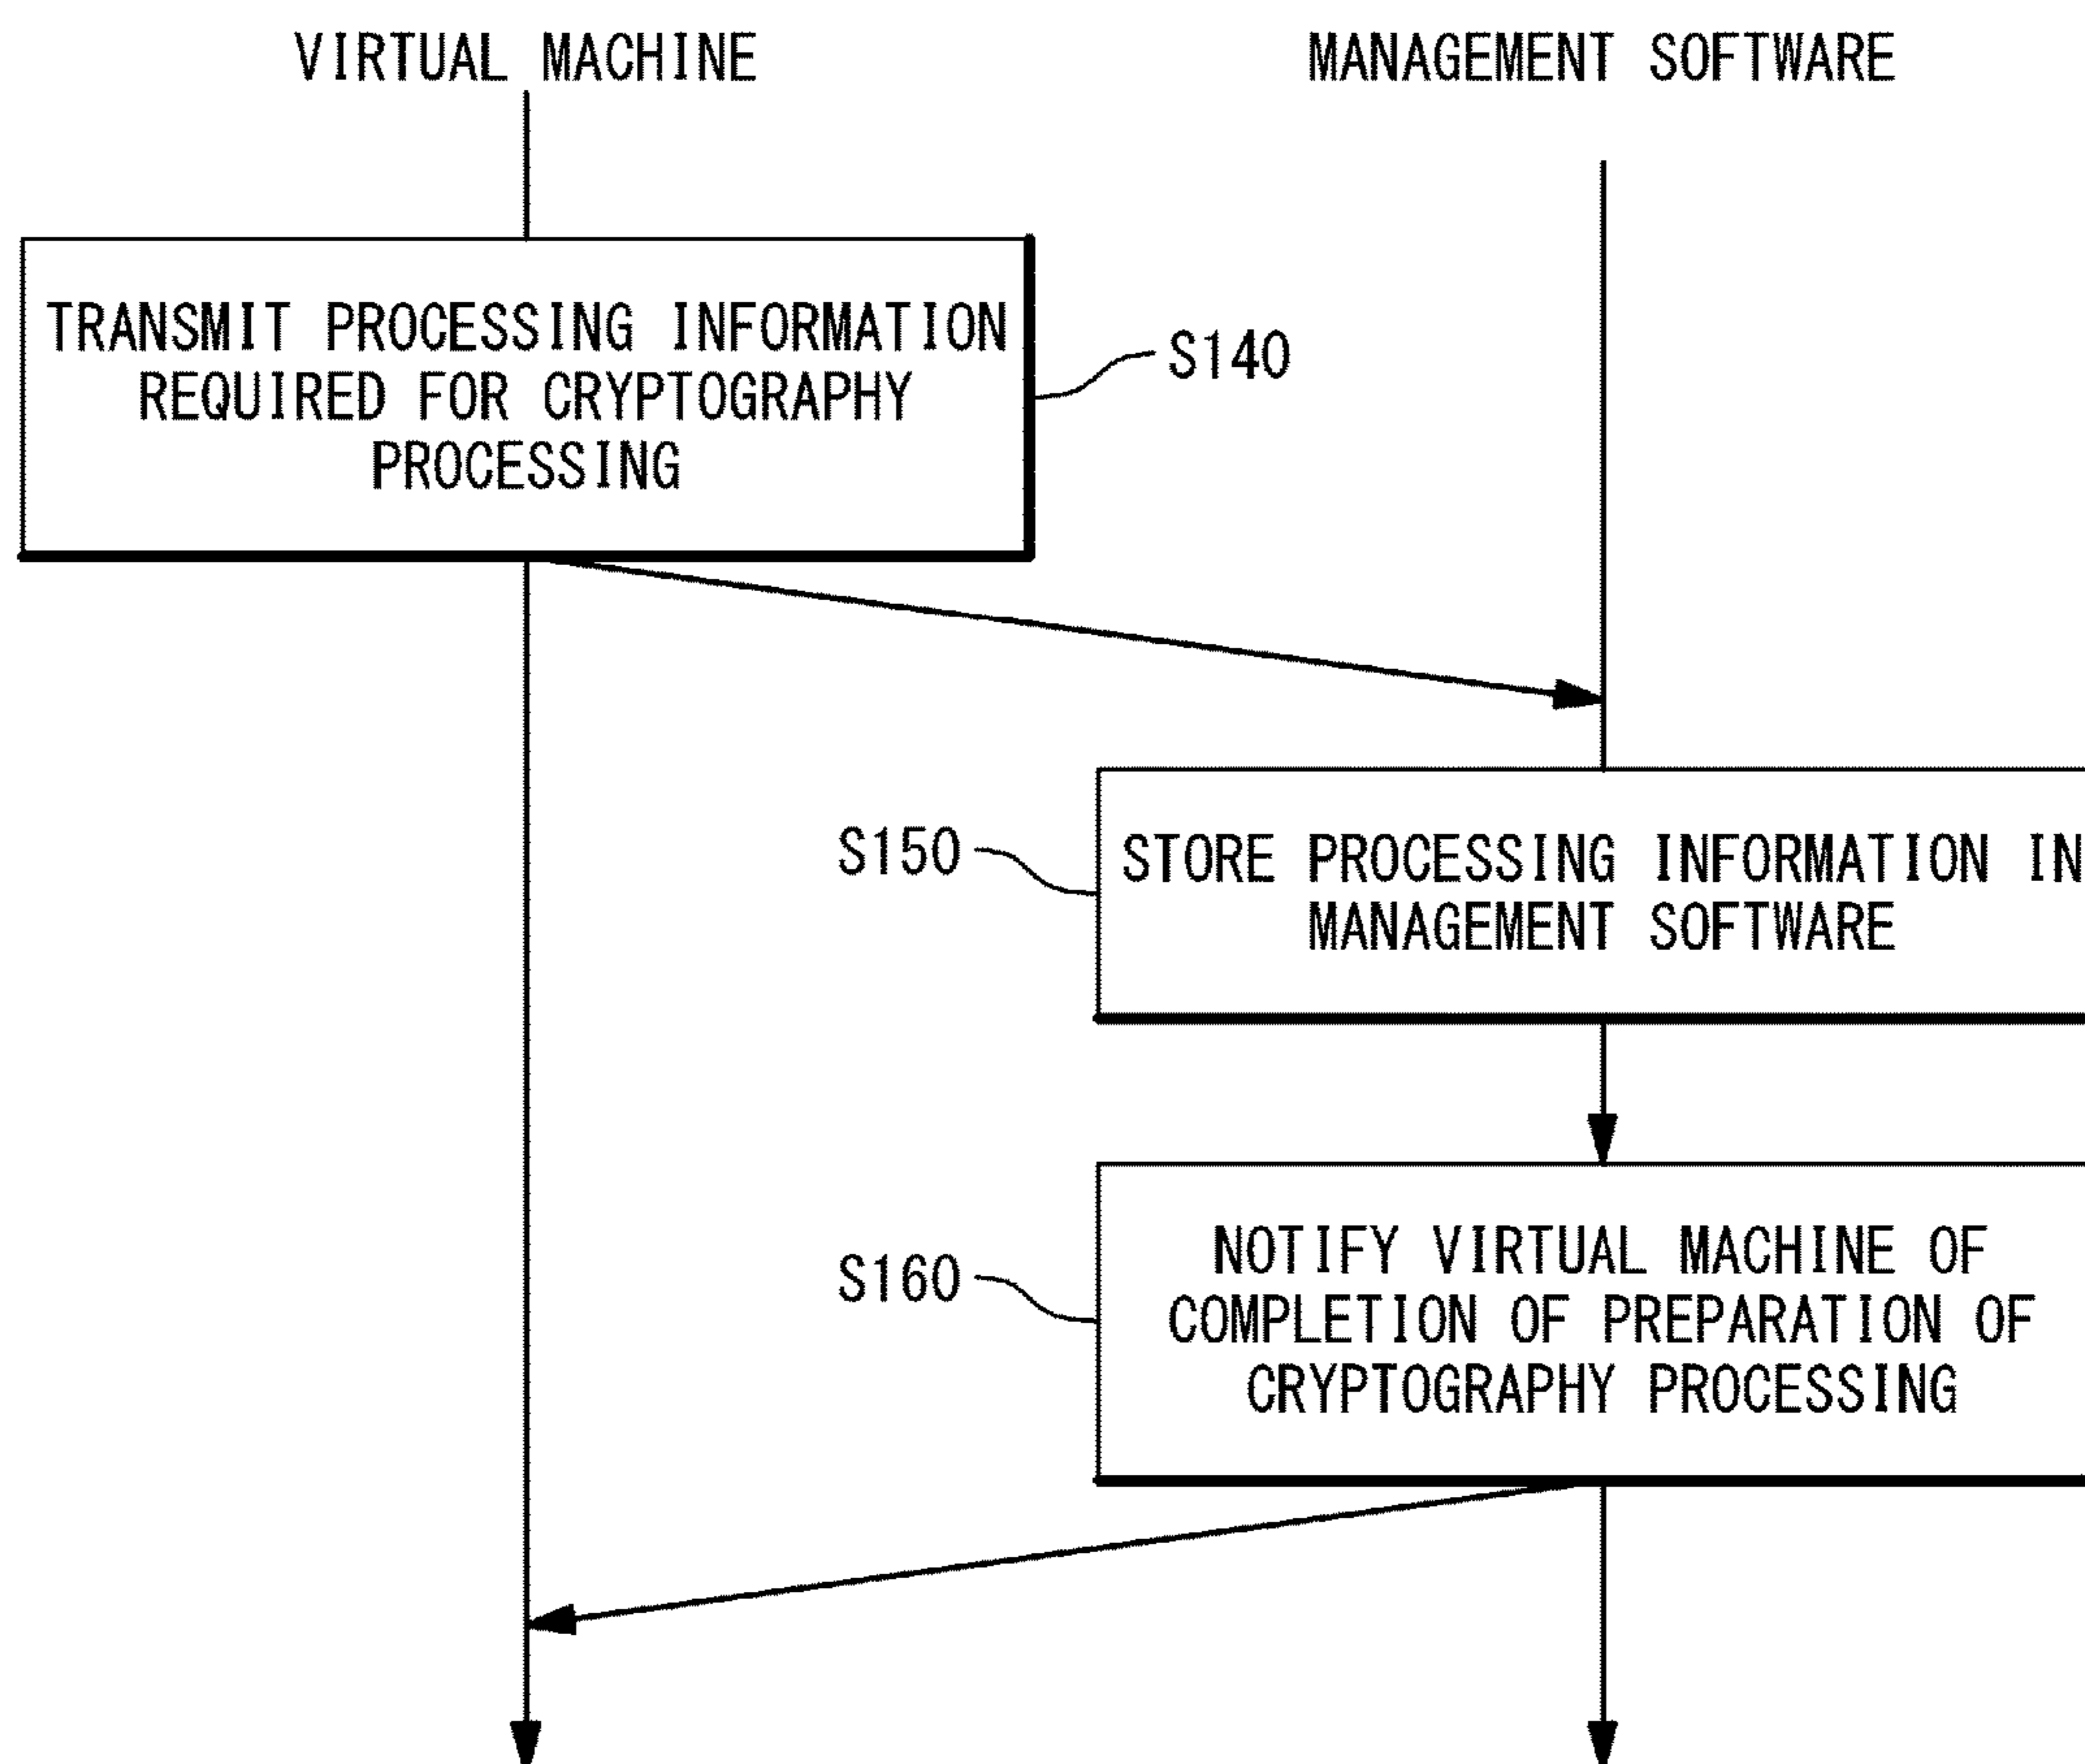 VIRTUAL MACHINE
MANAGEMENT SOFTWARE
TRANSMIT PROCESSING INFORMATION
REQUIRED FOR CRYPTOGRAPHY
PROCESSING
S140
S150
STORE PROCESSING INFORMATION IN
MANAGEMENT SOFTWARE
S160
NOTIFY VIRTUAL MACHINE OF
COMPLETION OF PREPARATION OF
CRYPTOGRAPHY PROCESSING